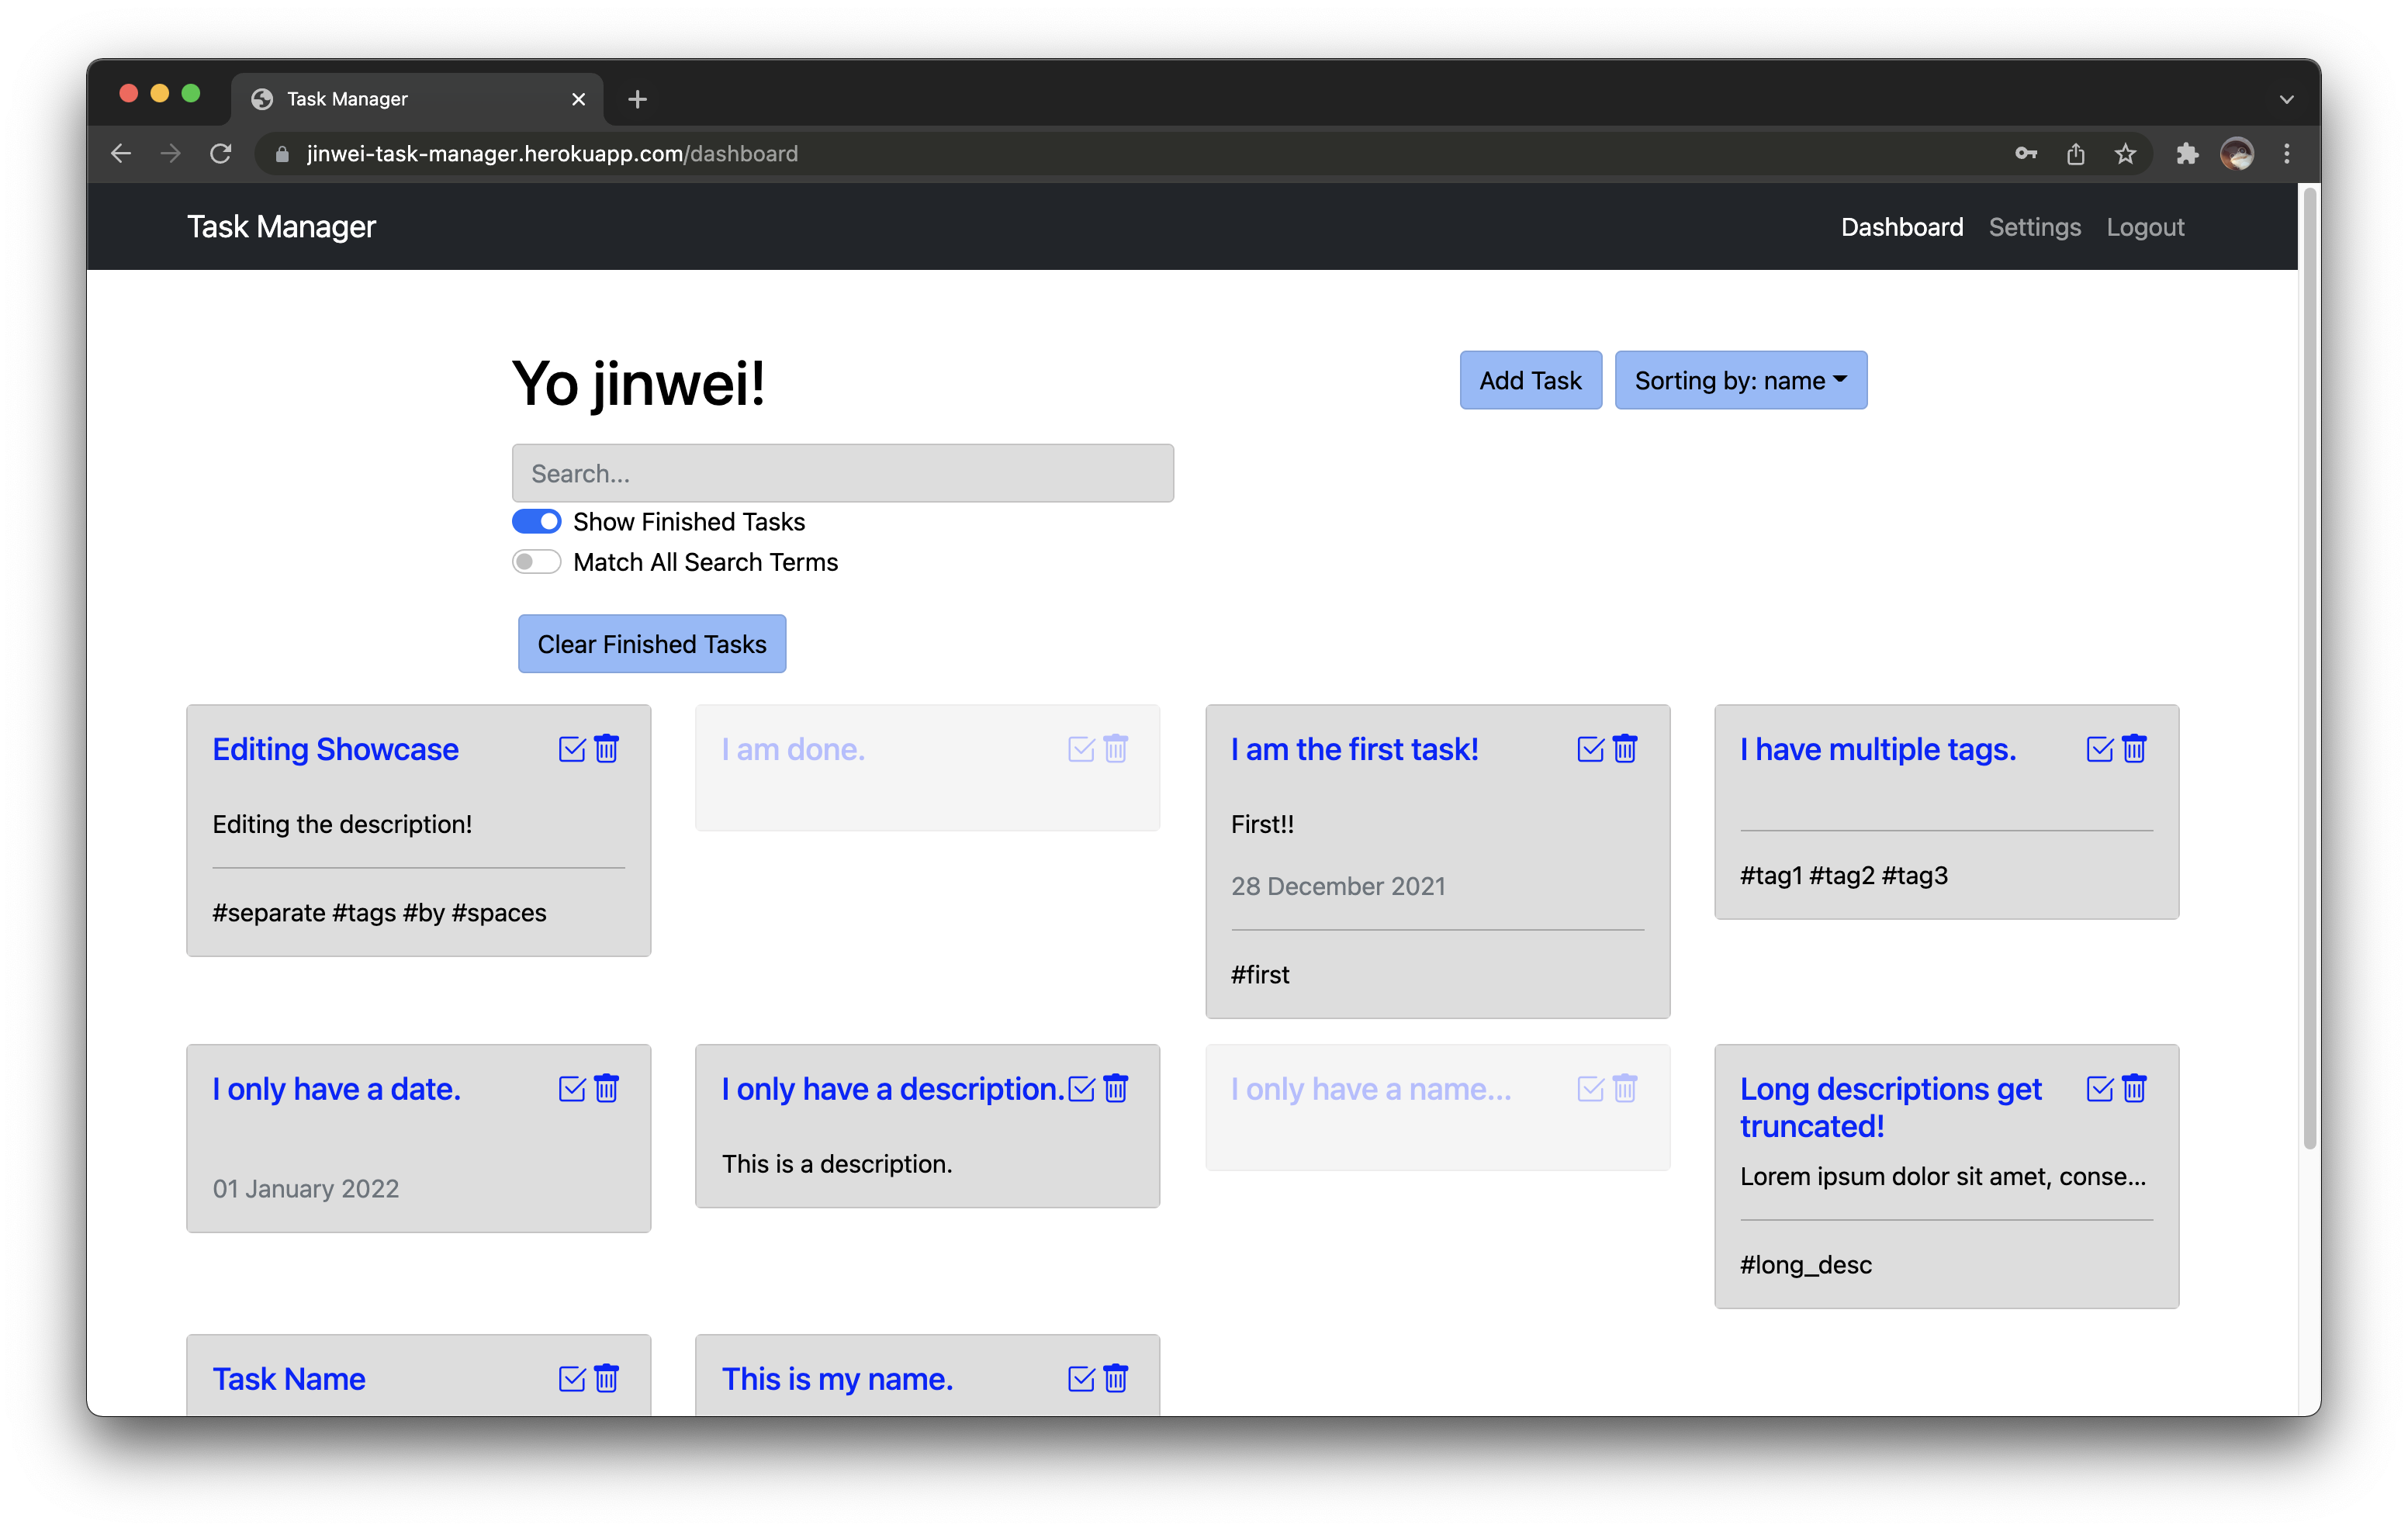 Task Manager
jinwei-task-manager.herokuapp.com/dashboard
Task Manager
Dashboard Settings Logout
Yo jinwei!
Add Task
Sorting by: name
Search...
Show Finished Tasks
Match All Search Terms
Clear Finished Tasks
Editing Showcase
Editing the description!
#separate #tags #by #spaces
I am done.
I am the first task!
First!!
28 December 2021
#first
I have multiple tags.
#tag1 #tag2 #tag3
I only have a date.
01 January 2022
I only have a description.
This is a description.
I only have a name...
Long descriptions get
truncated!
Lorem ipsum dolor sit amet, conse...
#long_desc
Task Name
This is my name.